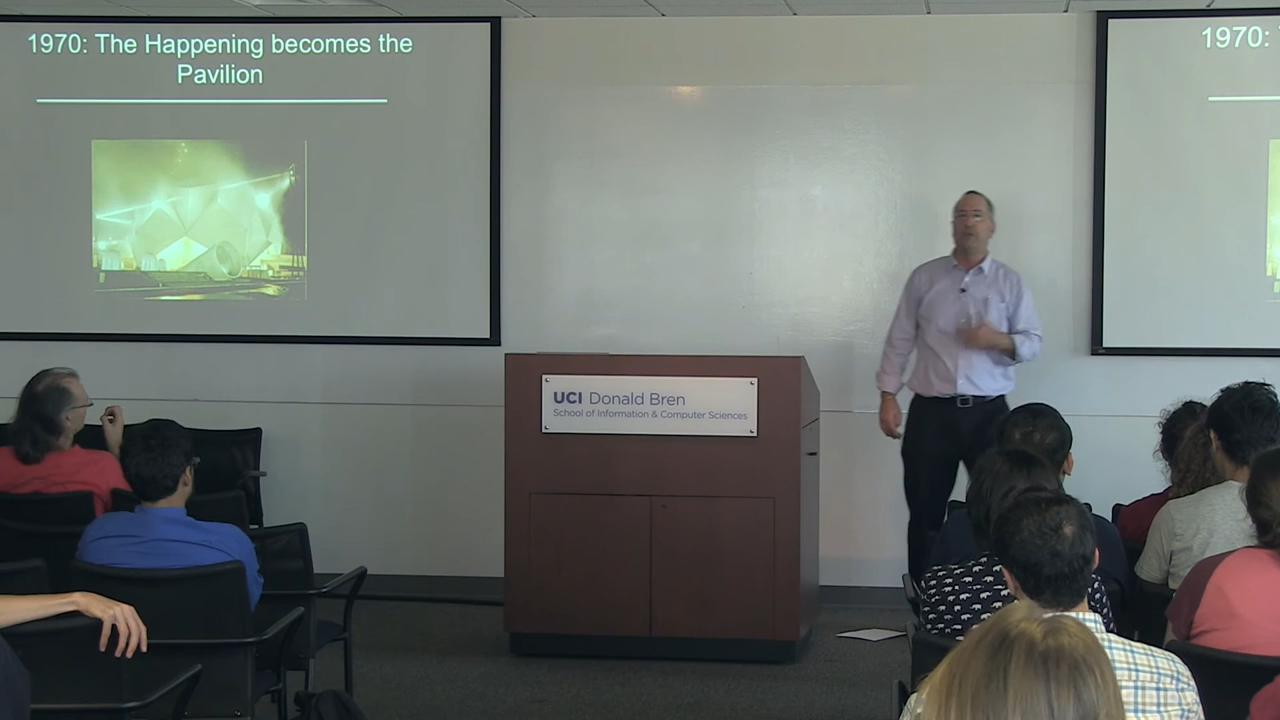 1970: The Happening becomes the
Pavilion
UCI Donald Bren
School of Information & Computer Sciences
1970: